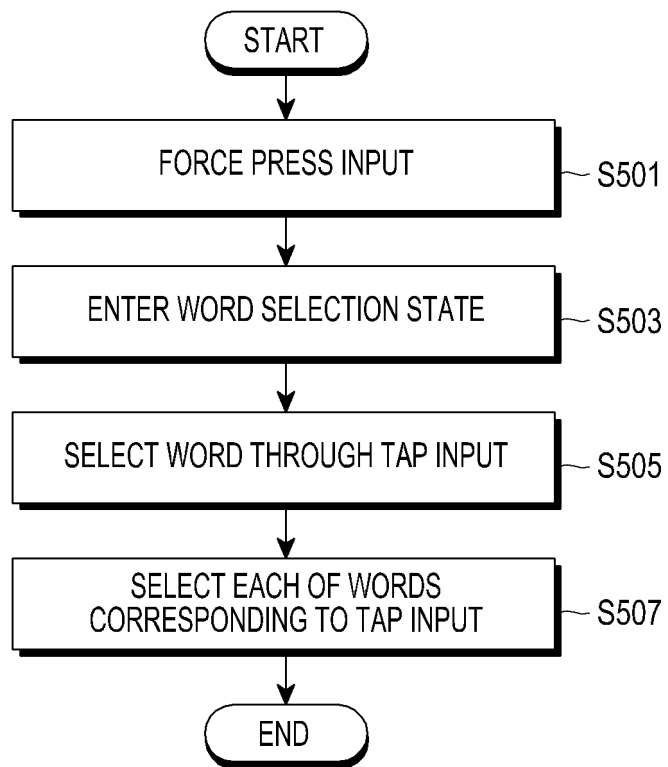 START
FORCE PRESS INPUT
S501
ENTER WORD SELECTION STATE
S503
SELECT WORD THROUGH TAP INPUT
S505
SELECT EACH OF WORDS
CORRESPONDING TO TAP INPUT
S507
END